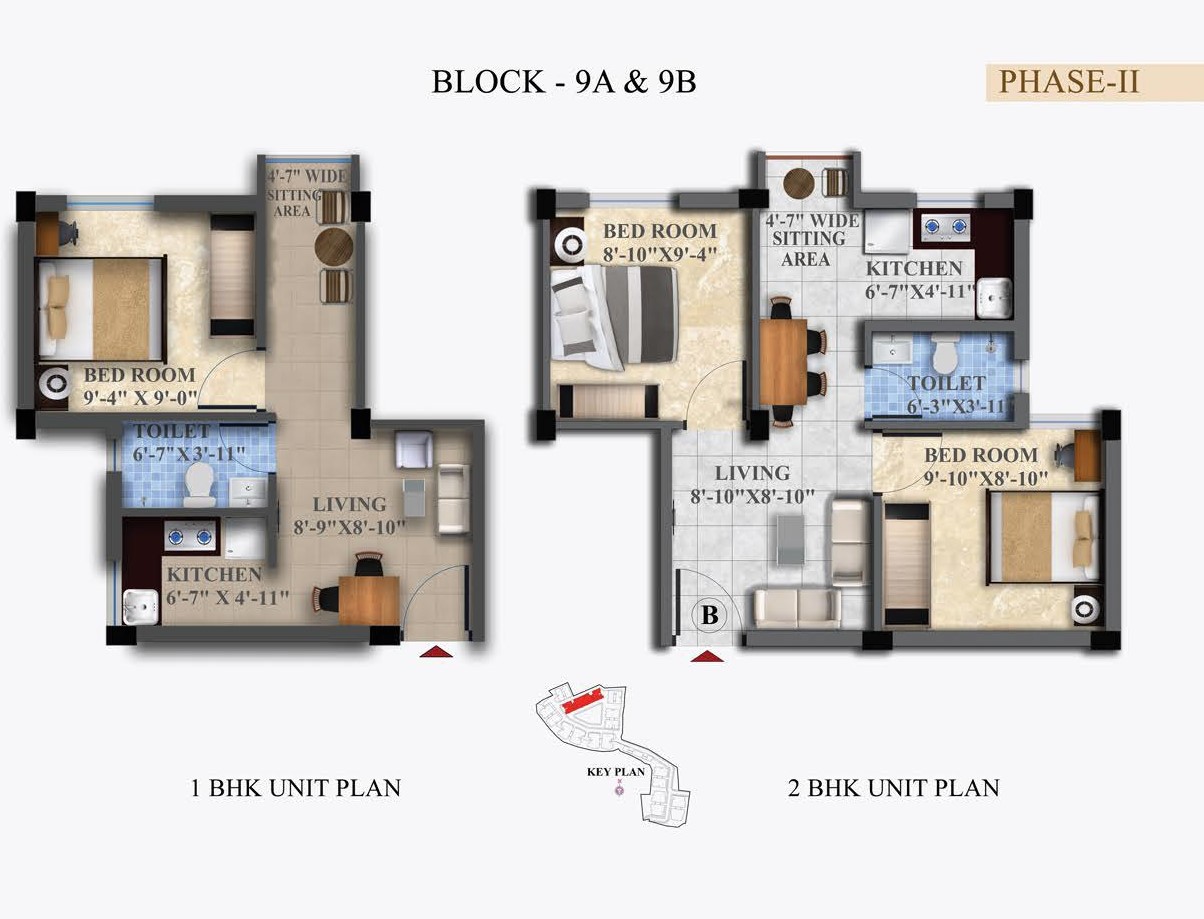 BLOCK - 9A & 9B
PHASE-II
4'-7" WIDE
SITTING
AREA
BED ROOM
9'-4" X 9'-0"
TOILET
6'-7"X3'-11"
LIVING
8'-9"X8'-10"
KITCHEN
6'-7" X 4'-11"
BED ROOM
8'-10"X9'-4"
4'-7" WIDE
SITTING
AREA
KITCHEN
6'-7"X4'-11"
TOILET
6'-3"X3'-11"
LIVING
8'-10"X8'-10"
BED ROOM
9'-10"X8'-10"
B
KEY PLAN
1 BHK UNIT PLAN
2 BHK UNIT PLAN